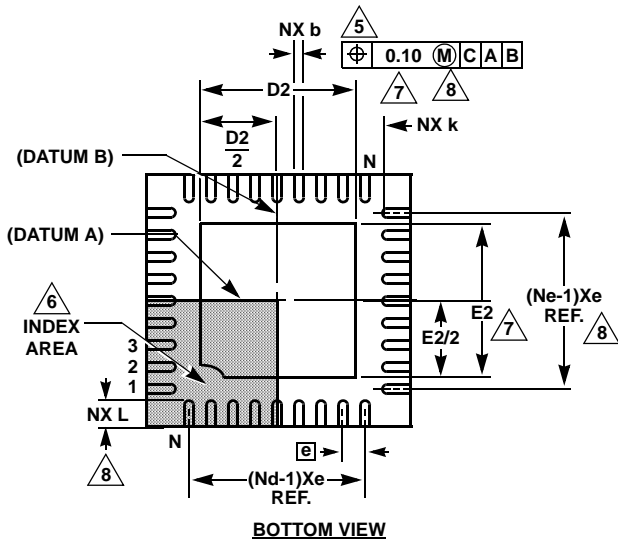 5
NX b
⌖ 0.10 Ⓜ C A B
7
8
D2
D2
2
NX k
(DATUM B)
N
(DATUM A)
6
INDEX
AREA
3
2
1
NX L
8
N
E2/2
E2
7
(Ne-1)Xe
REF.
8
e
(Nd-1)Xe
REF.
BOTTOM VIEW